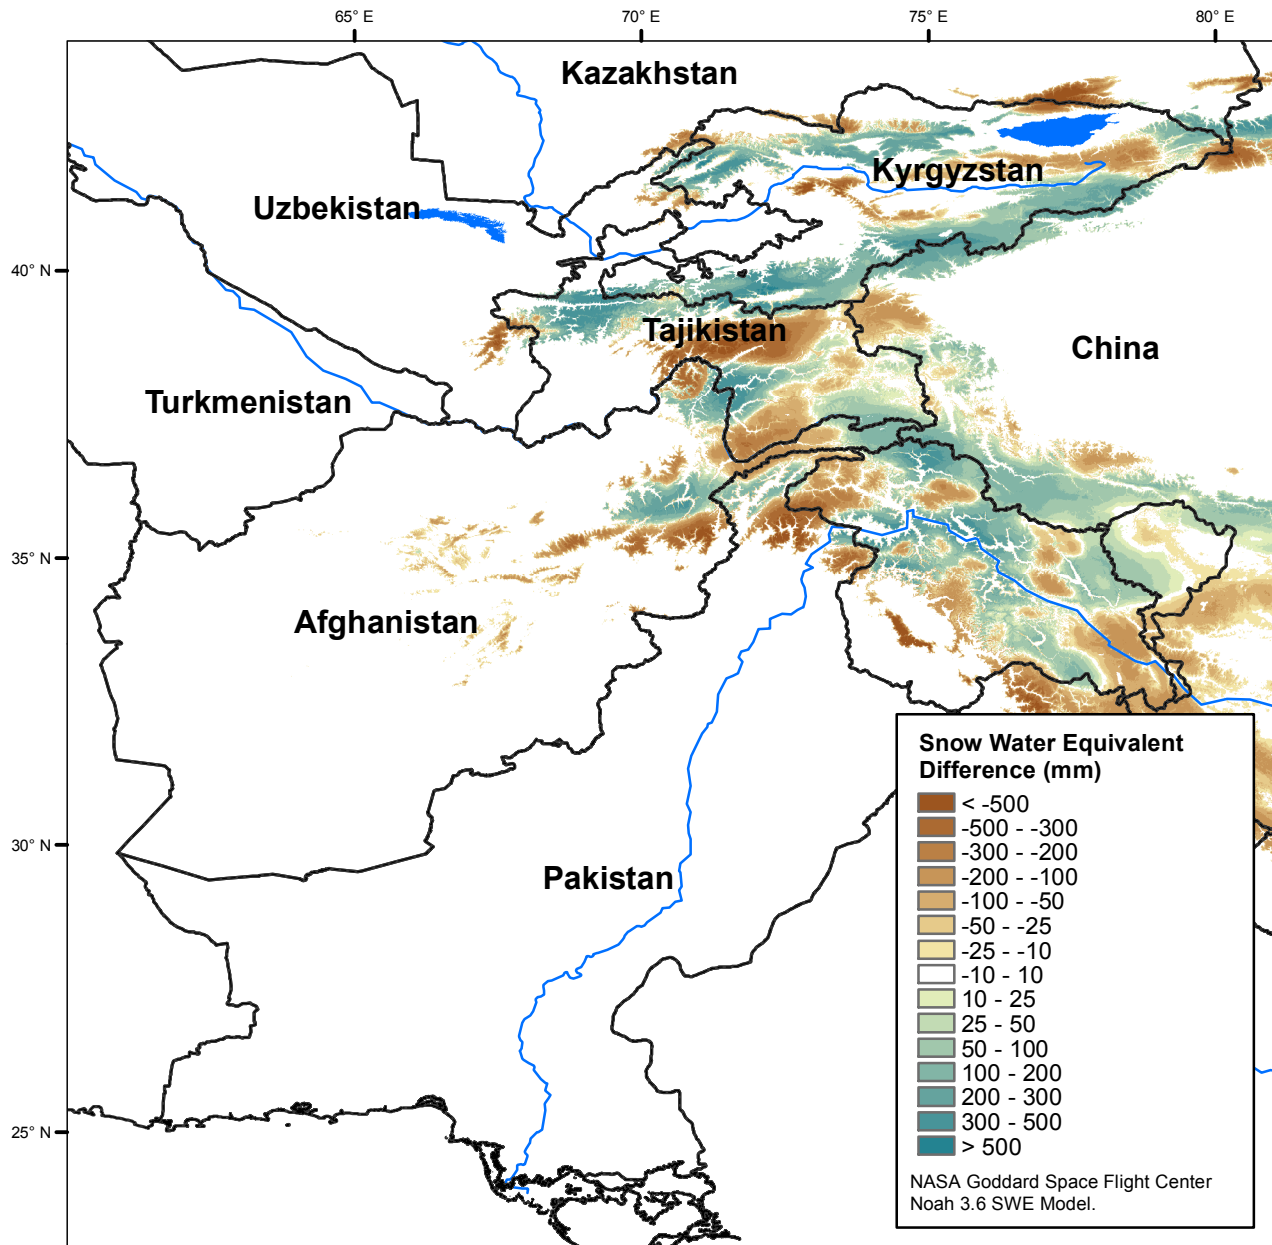 65° E
70° E
75° E
80° E
Kazakhstan
Kyrgyzstan
Uzbekistan
40° N
Tajikistan
China
Turkmenistan
35° N
Afghanistan
30° N
Pakistan
25° N
Snow Water Equivalent
Difference (mm)
< -500
-500 - -300
-300 - -200
-200 - -100
-100 - -50
-50 - -25
-25 - -10
-10 - 10
10 - 25
25 - 50
50 - 100
100 - 200
200 - 300
300 - 500
> 500
NASA Goddard Space Flight Center
Noah 3.6 SWE Model.